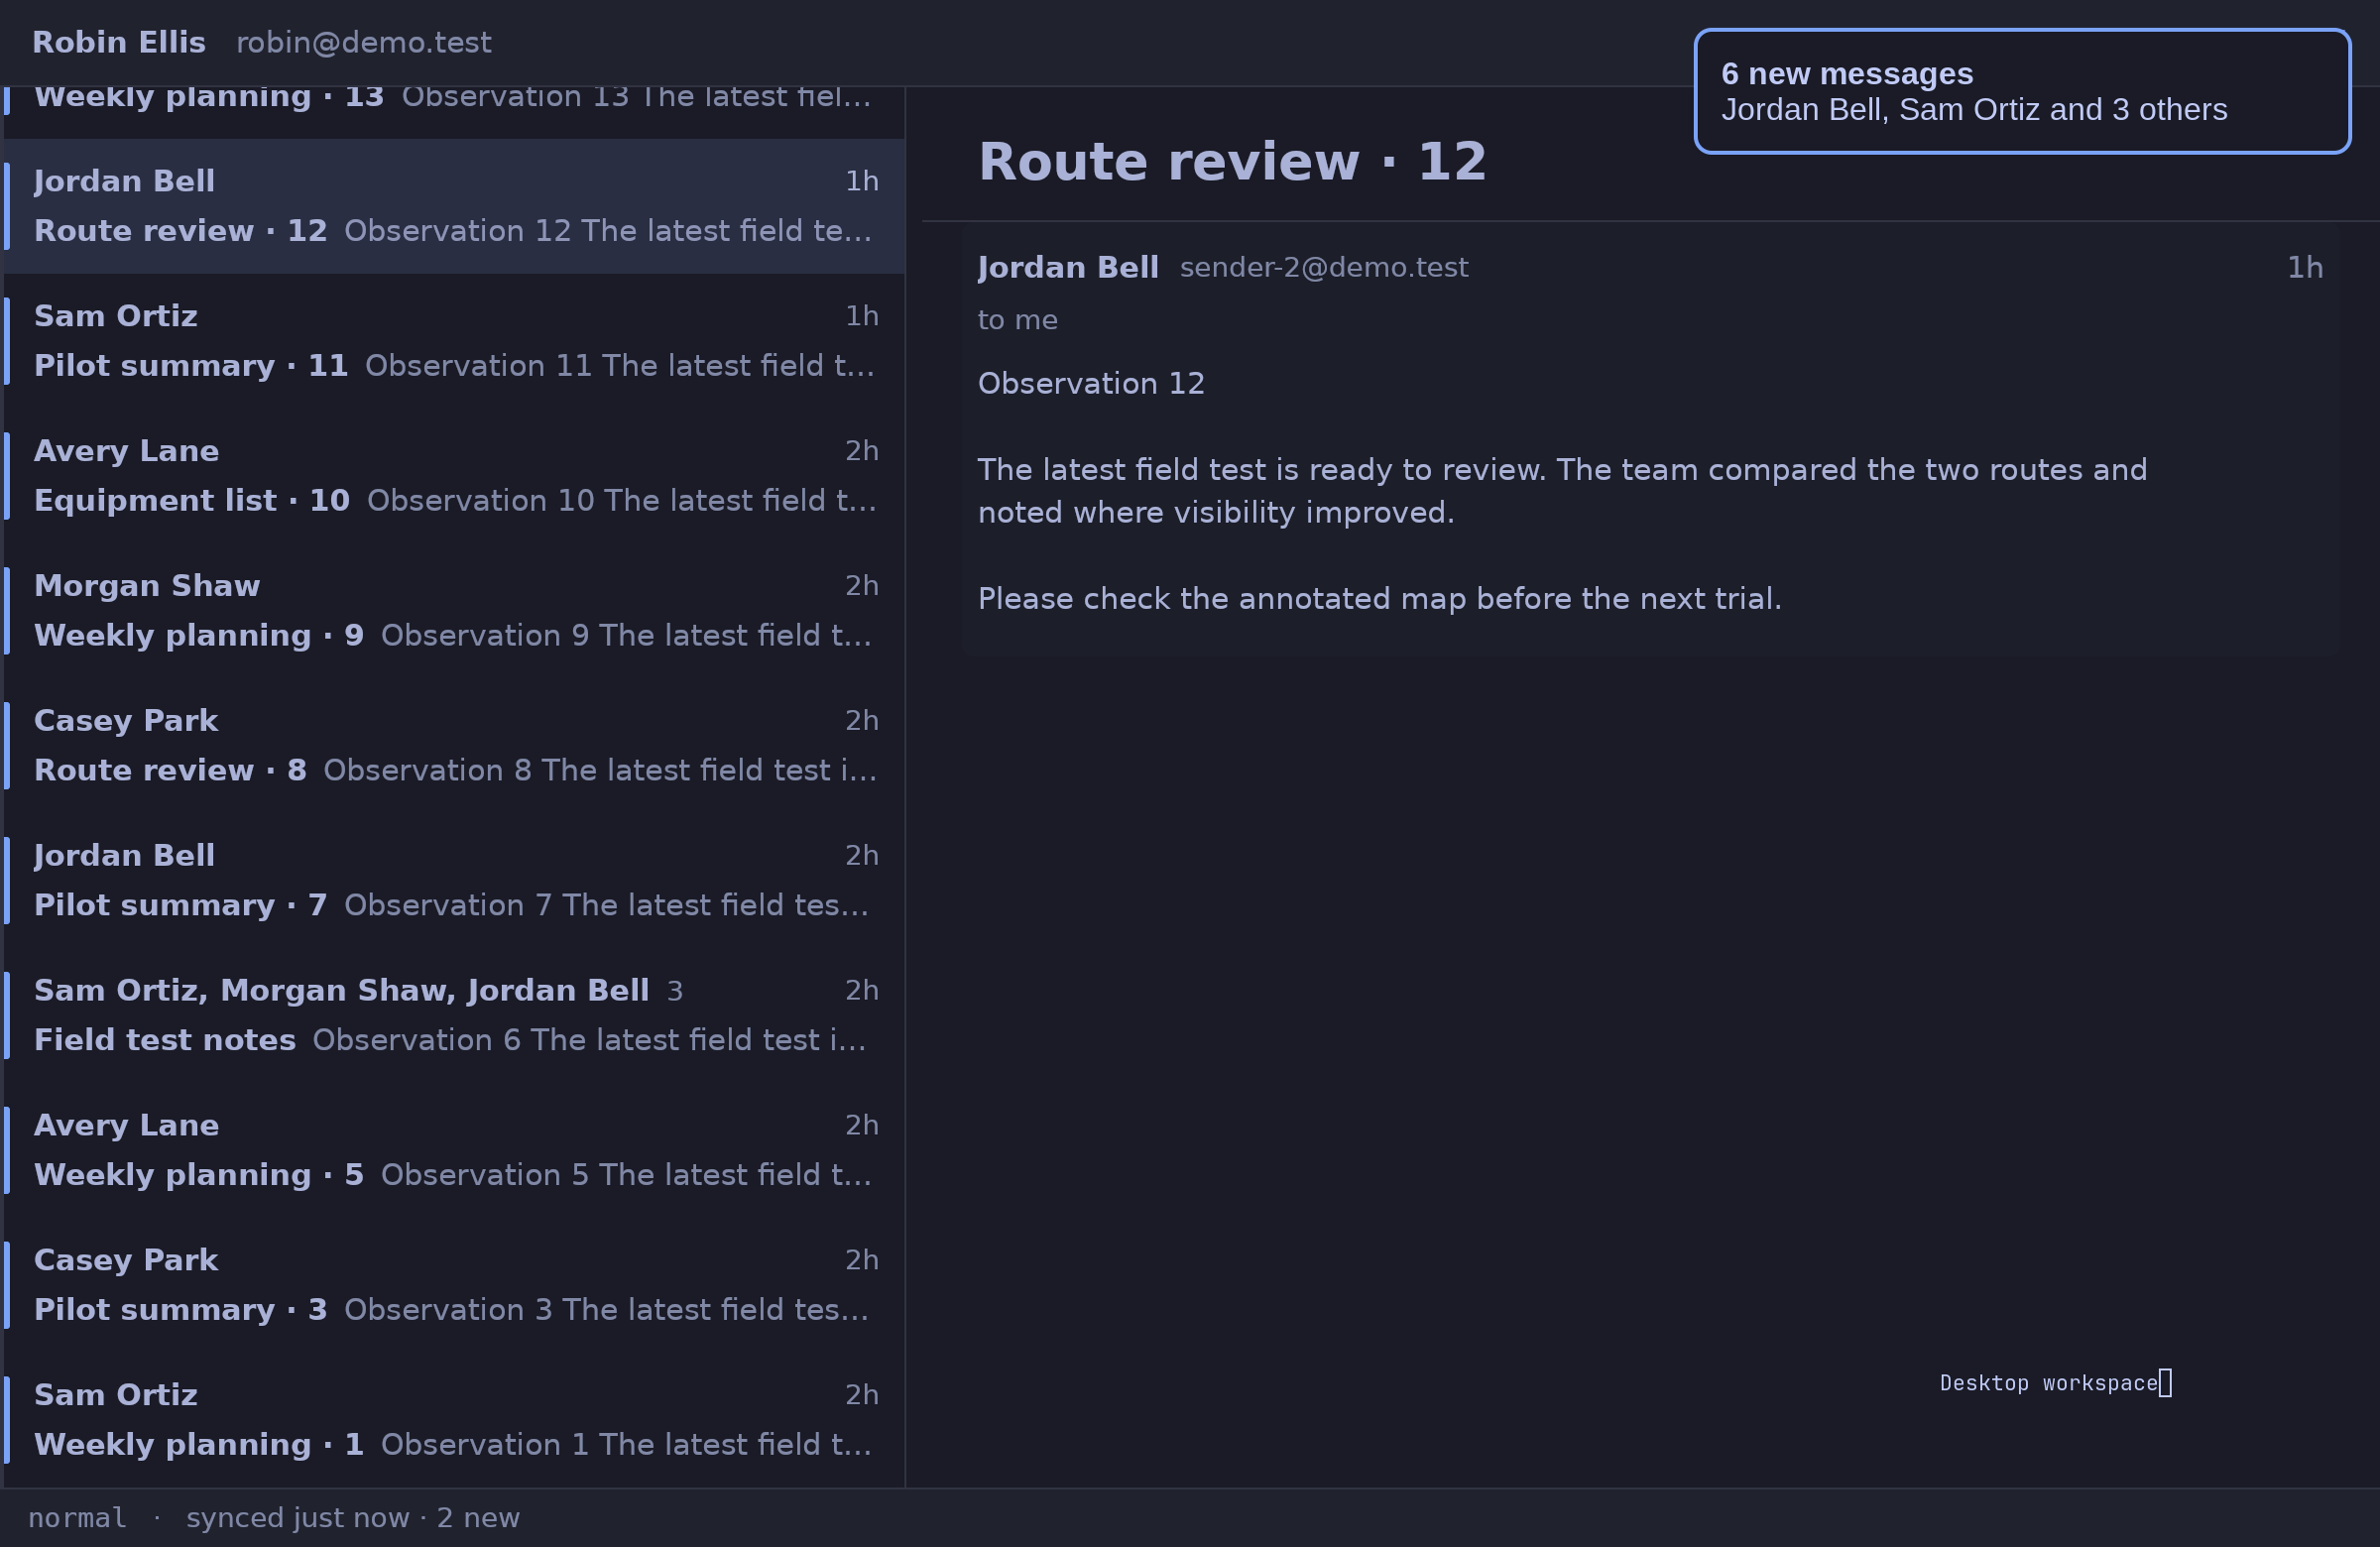 Robin Ellis robin@demo.test
6 new messages
Jordan Bell, Sam Ortiz and 3 others
Weekly planning · 13 Observation 13 The latest fiel…
Jordan Bell 1h
Route review · 12 Observation 12 The latest field te…
Sam Ortiz 1h
Pilot summary · 11 Observation 11 The latest field t…
Avery Lane 2h
Equipment list · 10 Observation 10 The latest field t…
Morgan Shaw 2h
Weekly planning · 9 Observation 9 The latest field t…
Casey Park 2h
Route review · 8 Observation 8 The latest field test i…
Jordan Bell 2h
Pilot summary · 7 Observation 7 The latest field tes…
Sam Ortiz, Morgan Shaw, Jordan Bell 3 2h
Field test notes Observation 6 The latest field test i…
Avery Lane 2h
Weekly planning · 5 Observation 5 The latest field t…
Casey Park 2h
Pilot summary · 3 Observation 3 The latest field tes…
Sam Ortiz 2h
Weekly planning · 1 Observation 1 The latest field t…
Route review · 12
Jordan Bell sender-2@demo.test 1h
to me
Observation 12
The latest field test is ready to review. The team compared the two routes and
noted where visibility improved.
Please check the annotated map before the next trial.
Desktop workspace
normal · synced just now · 2 new